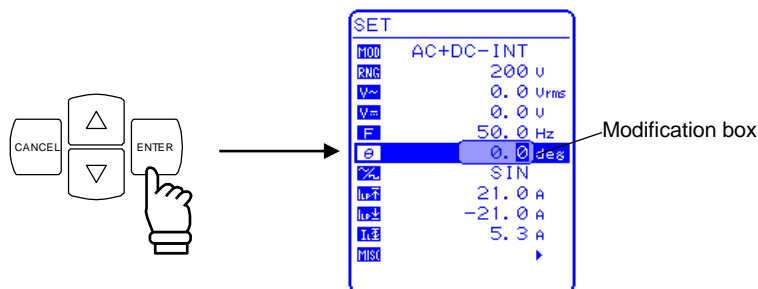 SET
MOD AC+DC-INT
RNG 200 V
V~ 0.0 Vrms
V⎓ 0.0 V
F 50.0 Hz
θ 0.0 deg
SIN
21.0 A
-21.0 A
5.3 A
MISC
CANCEL
ENTER
Modification box